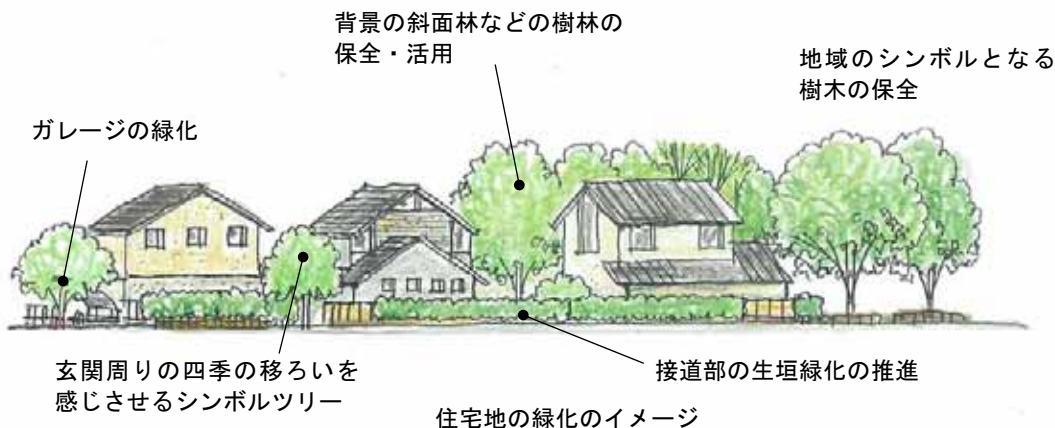 背景の斜面林などの樹林の
保全・活用
地域のシンボルとなる
樹木の保全
ガレージの緑化
玄関周りの四季の移ろいを
感じさせるシンボルツリー
接道部の生垣緑化の推進
住宅地の緑化のイメージ